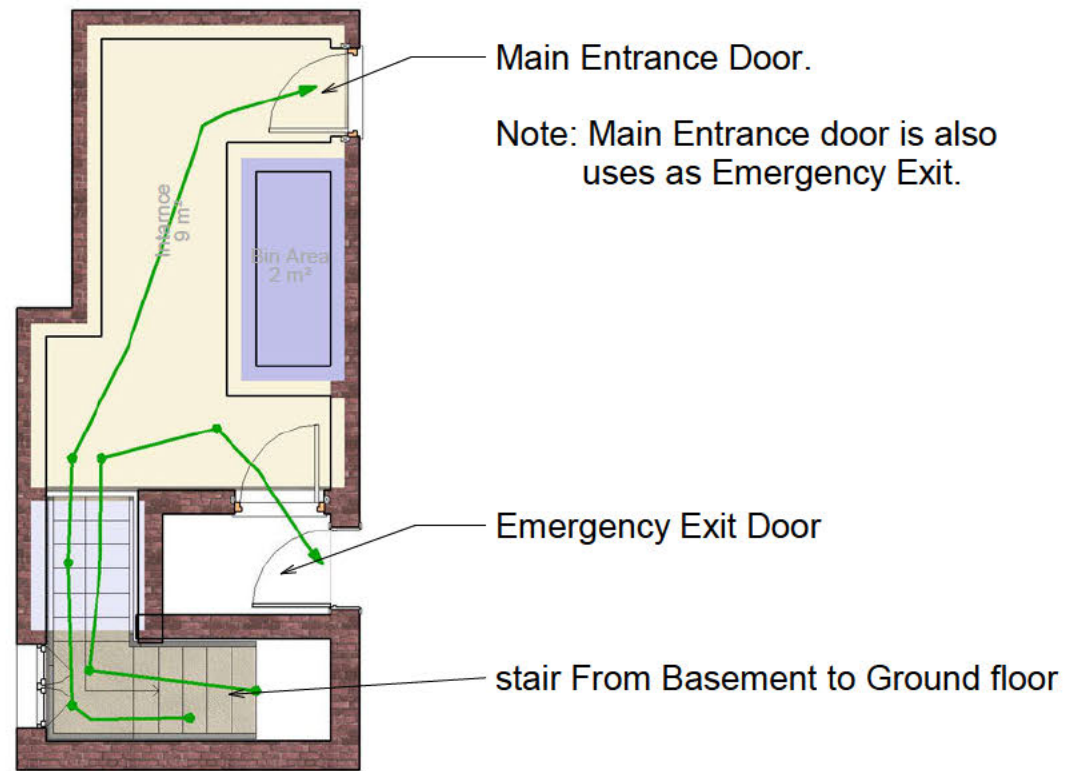 Main Entrance Door.
Note: Main Entrance door is also
uses as Emergency Exit.
Intarnce
9 m²
Bin Area
2 m²
Emergency Exit Door
stair From Basement to Ground floor